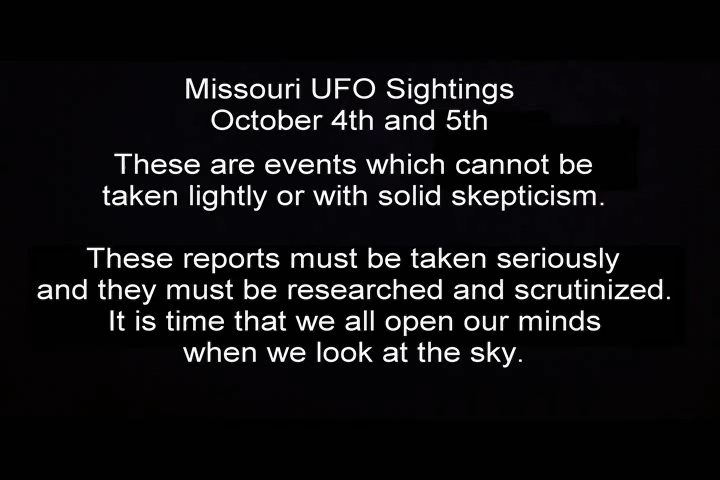 Missouri UFO Sightings
October 4th and 5th
These are events which cannot be
taken lightly or with solid skepticism.
These reports must be taken seriously
and they must be researched and scrutinized.
It is time that we all open our minds
when we look at the sky.